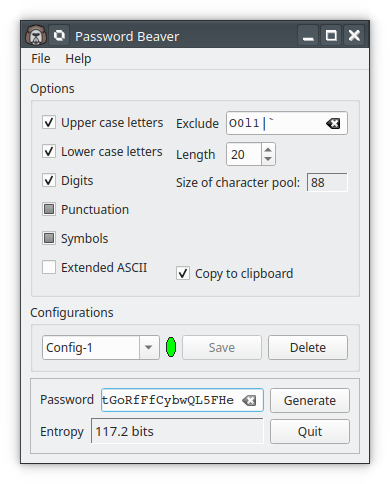 Password Beaver
File Help
Options
Upper case letters Exclude O0l1|`
Lower case letters Length 20
Digits Size of character pool: 88
Punctuation
Symbols
Extended ASCII Copy to clipboard
Configurations
Config-1 Save Delete
Password tGoRfFfCybwQL5FHe Generate
Entropy 117.2 bits Quit